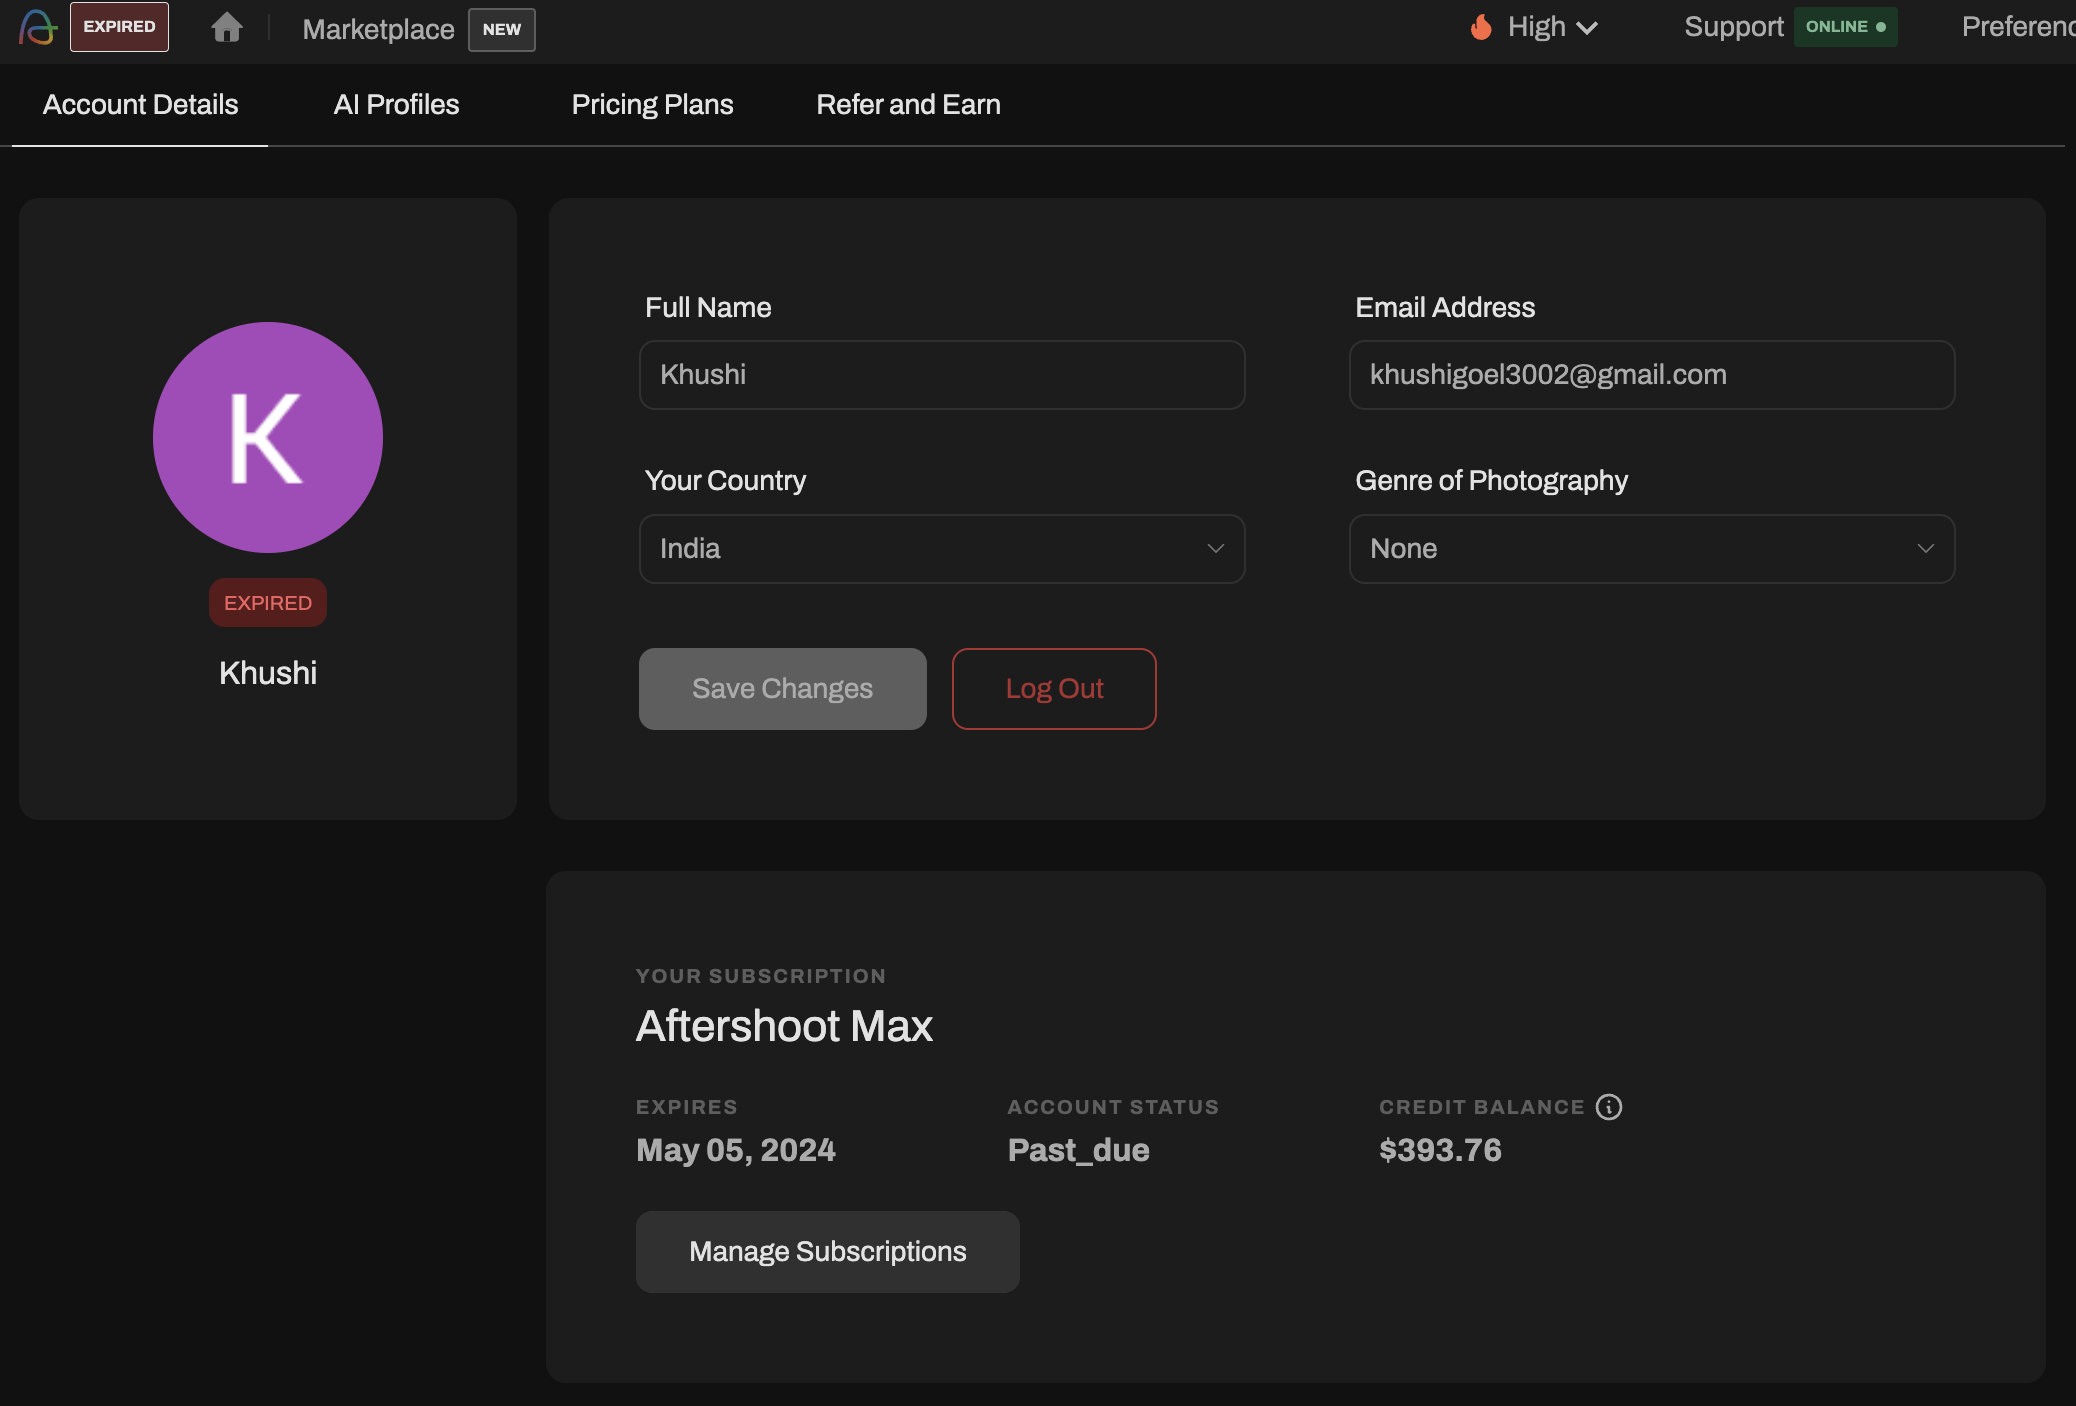 EXPIRED
Marketplace NEW
High
Support ONLINE
Preferenc
Account Details
AI Profiles
Pricing Plans
Refer and Earn
K
EXPIRED
Khushi
Full Name
Khushi
Email Address
khushigoel3002@gmail.com
Your Country
India
Genre of Photography
None
Save Changes
Log Out
YOUR SUBSCRIPTION
Aftershoot Max
EXPIRES
May 05, 2024
ACCOUNT STATUS
Past_due
CREDIT BALANCE
$393.76
Manage Subscriptions